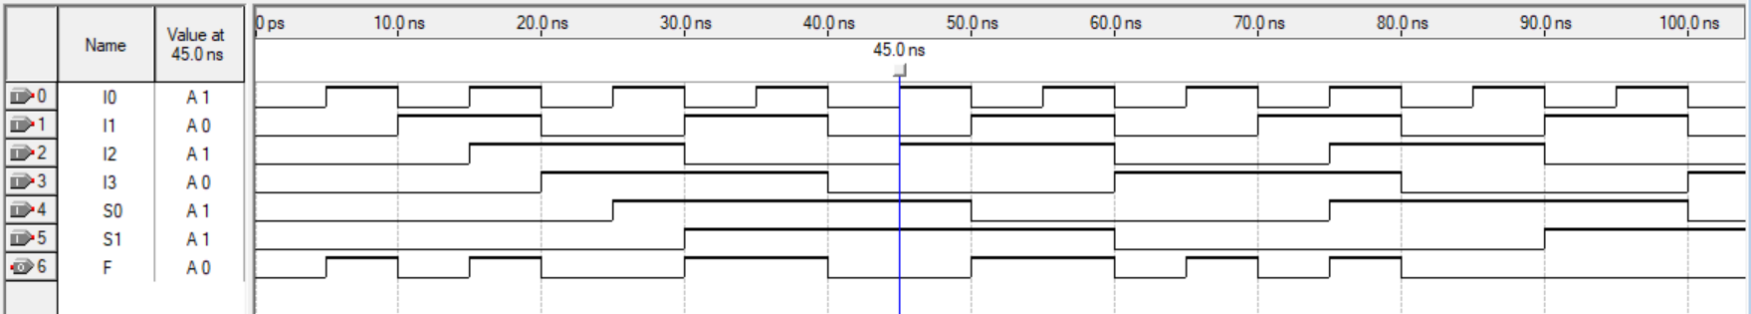 0 ps 10.0 ns 20.0 ns 30.0 ns 40.0 ns 50.0 ns 60.0 ns 70.0 ns 80.0 ns 90.0 ns 100.0 ns
Name
Value at
45.0 ns
45.0 ns
0 I0 A 1
1 I1 A 0
2 I2 A 1
3 I3 A 0
4 S0 A 1
5 S1 A 1
6 F A 0